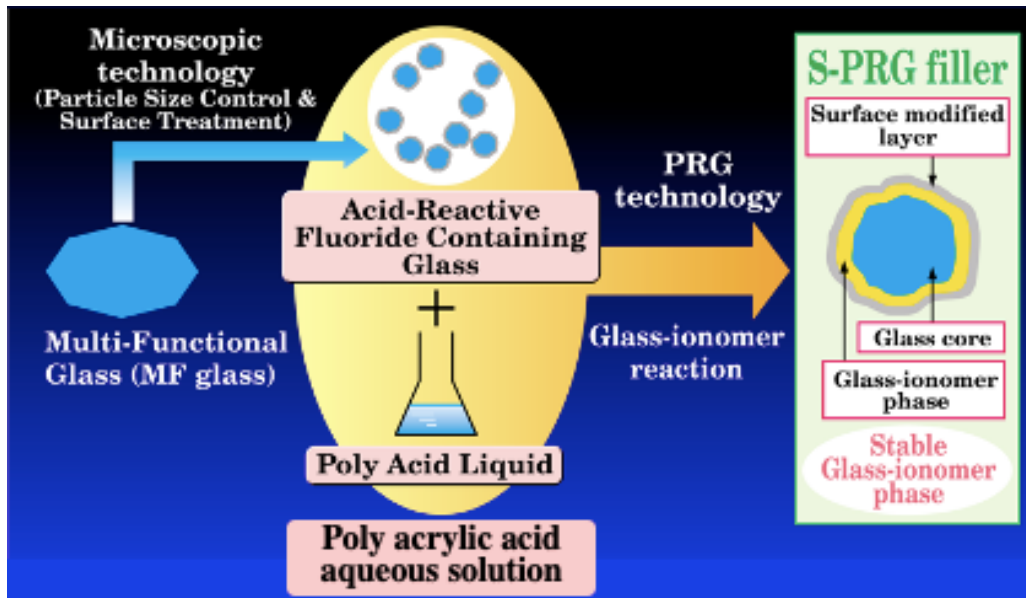 Microscopic
technology
(Particle Size Control &
Surface Treatment)
Multi-Functional
Glass (MF glass)
Acid-Reactive
Fluoride Containing
Glass
+
Poly Acid Liquid
Poly acrylic acid
aqueous solution
PRG
technology
Glass-ionomer
reaction
S-PRG filler
Surface modified
layer
Glass core
Glass-ionomer
phase
Stable
Glass-ionomer
phase